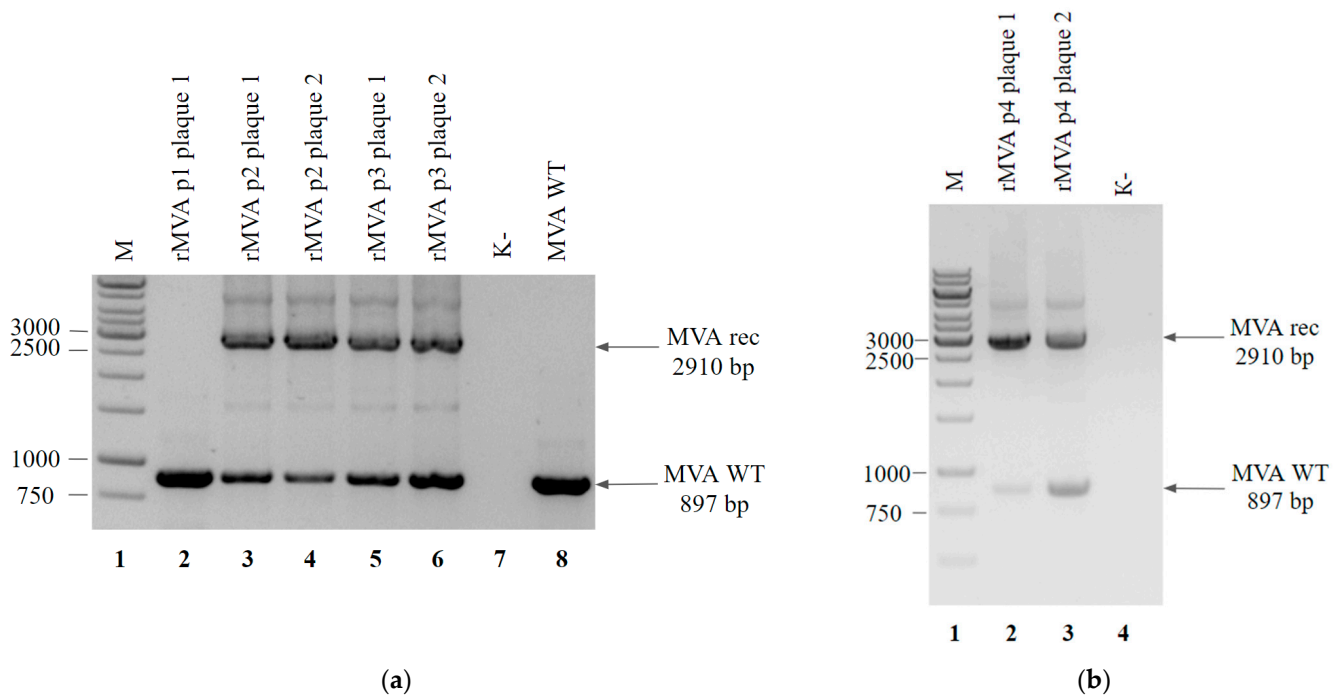 M
rMVA p1 plaque 1
rMVA p2 plaque 1
rMVA p2 plaque 2
rMVA p3 plaque 1
rMVA p3 plaque 2
K-
MVA WT
3000
2500
1000
750
MVA rec
2910 bp
MVA WT
897 bp
1 2 3 4 5 6 7 8
(a)
M
rMVA p4 plaque 1
rMVA p4 plaque 2
K-
3000
2500
1000
750
MVA rec
2910 bp
MVA WT
897 bp
1 2 3 4
(b)